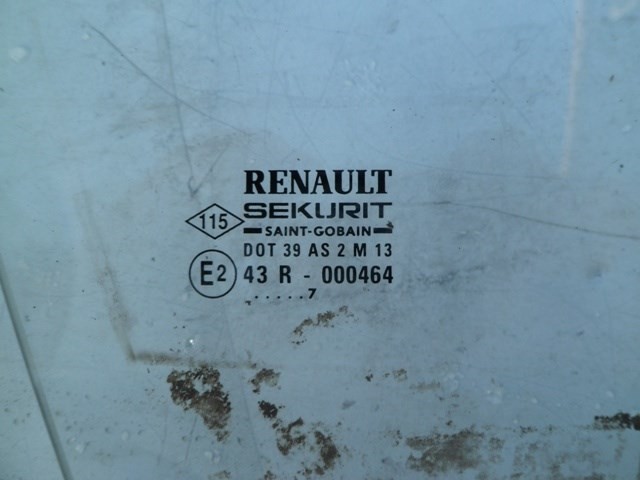 RENAULT
115 SEKURIT
SAINT-GOBAIN
DOT 39 AS 2 M 13
E2 43 R - 000464
. . . . . 7